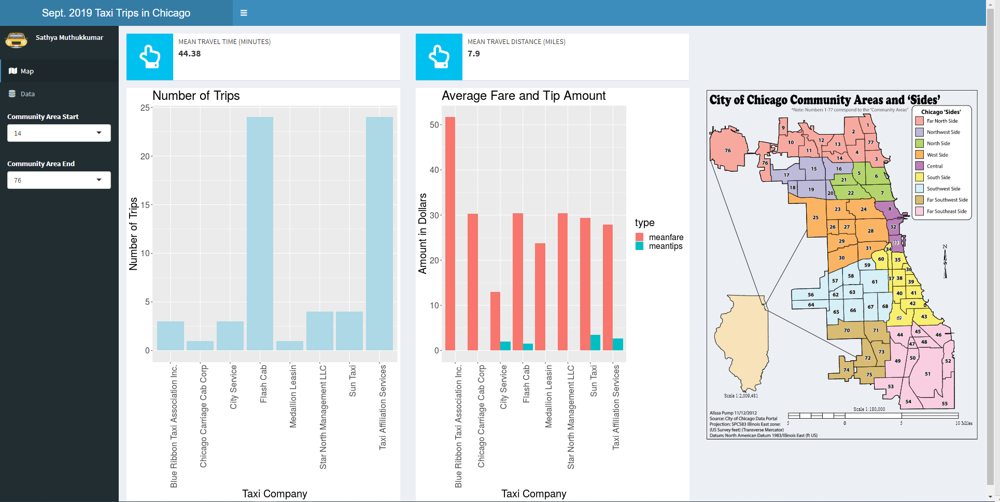 Sept. 2019 Taxi Trips in Chicago
Sathya Muthukkumar
Map
Data
Community Area Start
14
Community Area End
76
MEAN TRAVEL TIME (MINUTES)
44.38
MEAN TRAVEL DISTANCE (MILES)
7.9
Number of Trips
25
20
15
10
5
0
Number of Trips
Blue Ribbon Taxi Association Inc.
Chicago Carriage Cab Corp
City Service
Flash Cab
Medallion Leasin
Star North Management LLC
Sun Taxi
Taxi Affiliation Services
Taxi Company
Average Fare and Tip Amount
50
40
30
20
10
0
Amount in Dollars
Blue Ribbon Taxi Association Inc.
Chicago Carriage Cab Corp
City Service
Flash Cab
Medallion Leasin
Star North Management LLC
Sun Taxi
Taxi Affiliation Services
Taxi Company
type
meanfare
meantips
City of Chicago Community Areas and ‘Sides’
*Note: Numbers 1-77 correspond to the “Community Areas”
Chicago ‘Sides’
Far North Side
Northwest Side
North Side
West Side
Central
South Side
Southwest Side
Far Southwest Side
Far Southeast Side
1
9
2
12
10
13
77
76
11
4
14
3
76
15
16
17
5
6
21
18
19
20
22
7
23
24
8
25
26
27
32
28
29
33
31
34
30
60
35
59
36
58
57
61
37
38
39
56
62
63
40
41
64
42
65
66
67
68
69
43
70
71
44
45
46
47
48
72
73
49
50
52
74
75
51
53
54
55
N
S
Scale 1:2,009,481
Scale 1:180,000
5
0
5
10 Miles
Alissa Pump 11/12/2012
Source: City of Chicago Data Portal
Projection: SPCS83 Illinois East zone:
(US Survey feet) (Transverse Mercator)
Datum: North American Datum 1983/Illinois East (ft US)